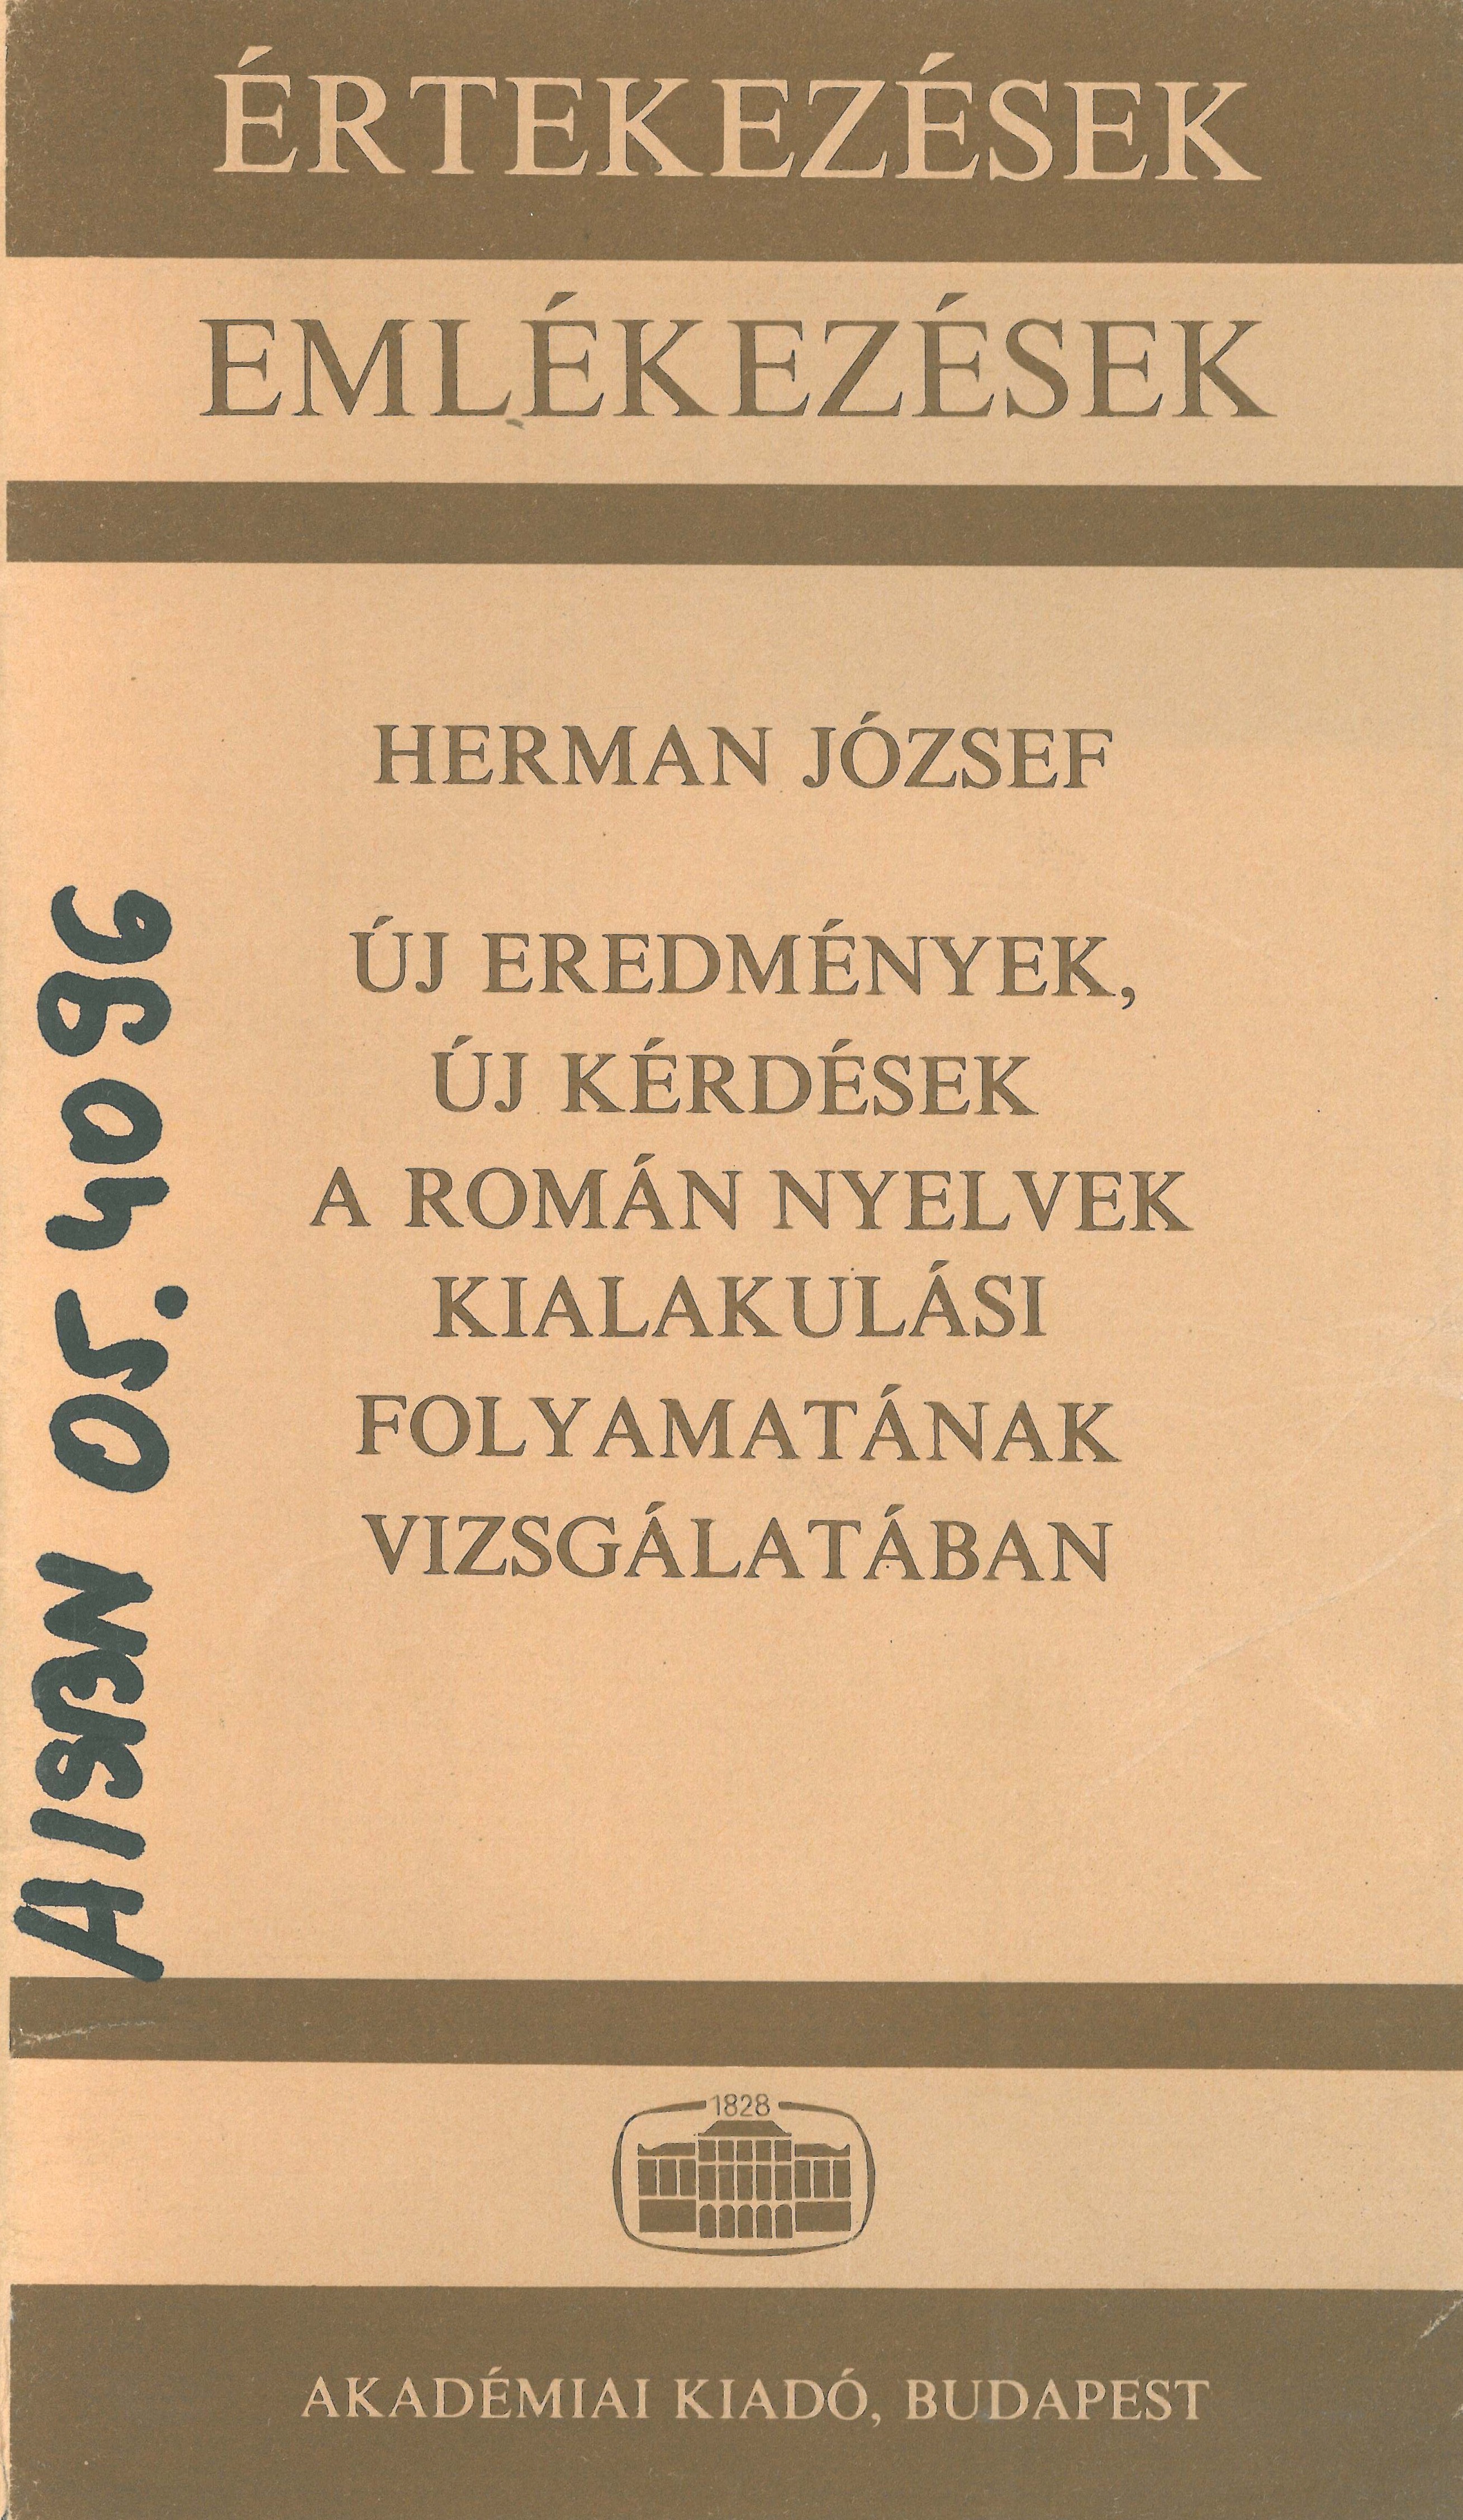 ÉRTEKEZÉSEK
EMLÉKEZÉSEK
HERMAN JÓZSEF
ÚJ EREDMÉNYEK,
ÚJ KÉRDÉSEK
A ROMÁN NYELVEK
KIALAKULÁSI
FOLYAMATÁNAK
VIZSGÁLATÁBAN
HISBN 05.4096
1828
AKADÉMIAI KIADÓ, BUDAPEST